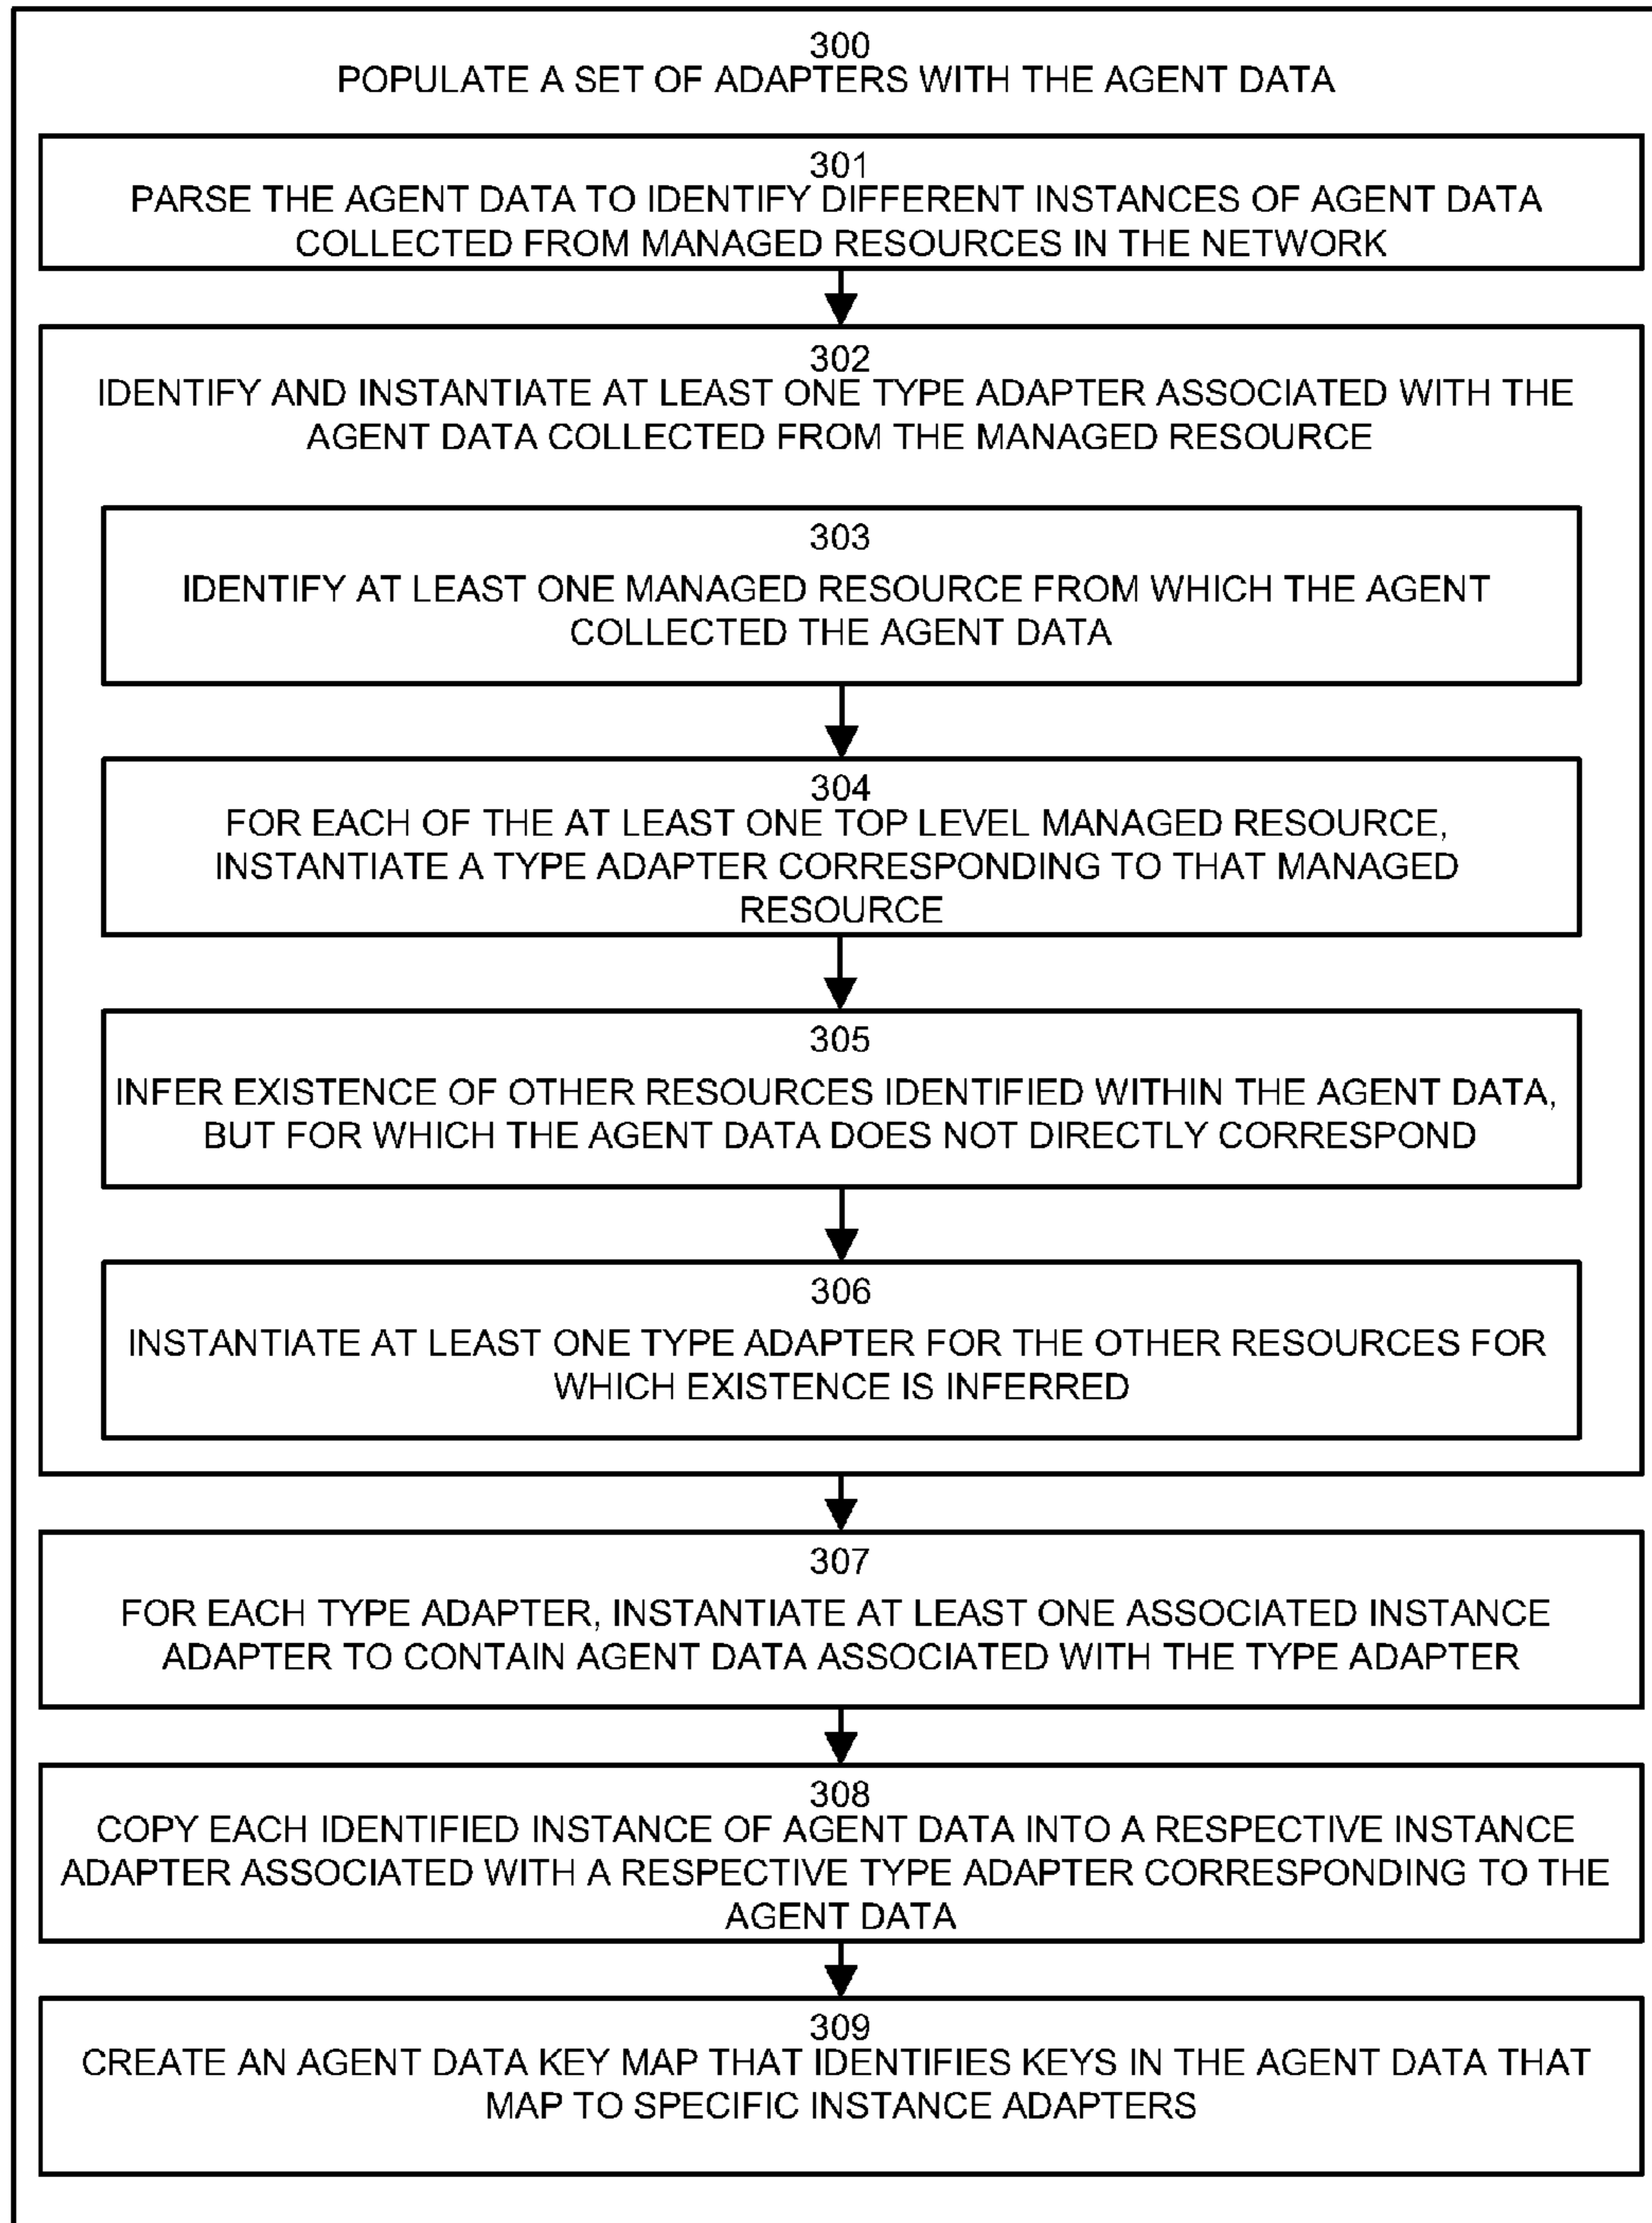 300
POPULATE A SET OF ADAPTERS WITH THE AGENT DATA
301
PARSE THE AGENT DATA TO IDENTIFY DIFFERENT INSTANCES OF AGENT DATA
COLLECTED FROM MANAGED RESOURCES IN THE NETWORK
302
IDENTIFY AND INSTANTIATE AT LEAST ONE TYPE ADAPTER ASSOCIATED WITH THE
AGENT DATA COLLECTED FROM THE MANAGED RESOURCE
303
IDENTIFY AT LEAST ONE MANAGED RESOURCE FROM WHICH THE AGENT
COLLECTED THE AGENT DATA
304
FOR EACH OF THE AT LEAST ONE TOP LEVEL MANAGED RESOURCE,
INSTANTIATE A TYPE ADAPTER CORRESPONDING TO THAT MANAGED
RESOURCE
305
INFER EXISTENCE OF OTHER RESOURCES IDENTIFIED WITHIN THE AGENT DATA,
BUT FOR WHICH THE AGENT DATA DOES NOT DIRECTLY CORRESPOND
306
INSTANTIATE AT LEAST ONE TYPE ADAPTER FOR THE OTHER RESOURCES FOR
WHICH EXISTENCE IS INFERRED
307
FOR EACH TYPE ADAPTER, INSTANTIATE AT LEAST ONE ASSOCIATED INSTANCE
ADAPTER TO CONTAIN AGENT DATA ASSOCIATED WITH THE TYPE ADAPTER
308
COPY EACH IDENTIFIED INSTANCE OF AGENT DATA INTO A RESPECTIVE INSTANCE
ADAPTER ASSOCIATED WITH A RESPECTIVE TYPE ADAPTER CORRESPONDING TO THE
AGENT DATA
309
CREATE AN AGENT DATA KEY MAP THAT IDENTIFIES KEYS IN THE AGENT DATA THAT
MAP TO SPECIFIC INSTANCE ADAPTERS